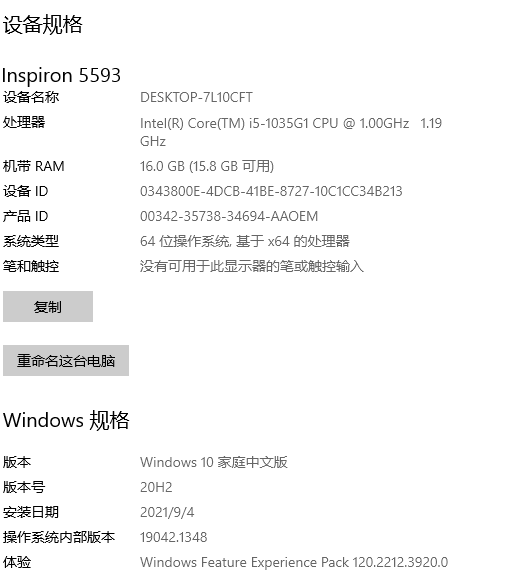 设备规格
Inspiron 5593
设备名称 DESKTOP-7L10CFT
处理器 Intel(R) Core(TM) i5-1035G1 CPU @ 1.00GHz 1.19
GHz
机带 RAM 16.0 GB (15.8 GB 可用)
设备 ID 0343800E-4DCB-41BE-8727-10C1CC34B213
产品 ID 00342-35738-34694-AAOEM
系统类型 64 位操作系统, 基于 x64 的处理器
笔和触控 没有可用于此显示器的笔或触控输入
复制
重命名这台电脑
Windows 规格
版本 Windows 10 家庭中文版
版本号 20H2
安装日期 2021/9/4
操作系统内部版本 19042.1348
体验 Windows Feature Experience Pack 120.2212.3920.0